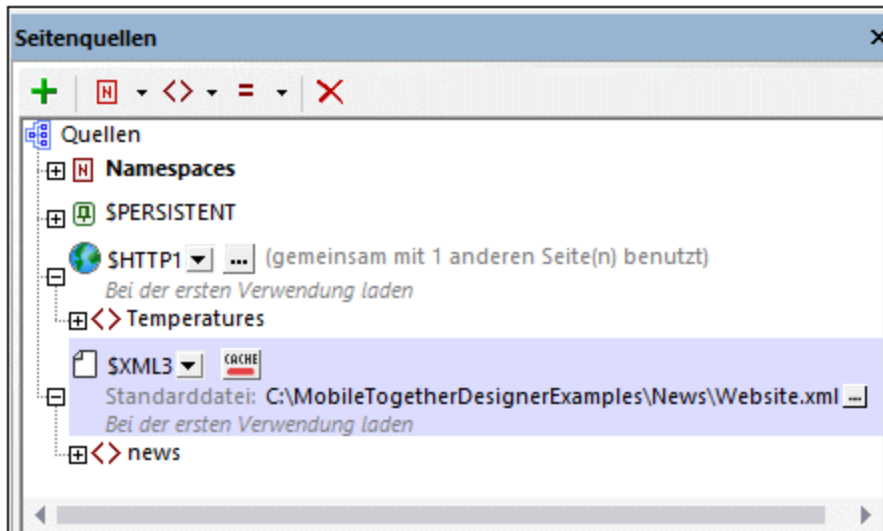 Seitenquellen
Quellen
Namespaces
$PERSISTENT
$HTTP1 ... (gemeinsam mit 1 anderen Seite(n) benutzt)
Bei der ersten Verwendung laden
Temperatures
$XML3 CACHE
Standarddatei: C:\MobileTogetherDesignerExamples\News\Website.xml ...
Bei der ersten Verwendung laden
news